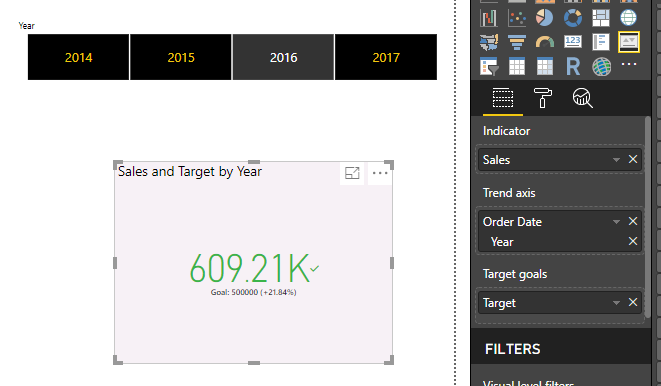 Year
2014 2015 2016 2017
Sales and Target by Year
609.21K✓
Goal: 500000 (+21.84%)
123
R
Indicator
Sales
Trend axis
Order Date
Year
Target goals
Target
FILTERS
Visual level filters